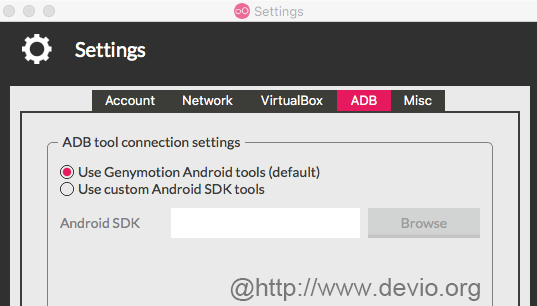 Settings
Settings
Account Network VirtualBox ADB Misc
ADB tool connection settings
Use Genymotion Android tools (default)
Use custom Android SDK tools
Android SDK Browse
@http://www.devio.org